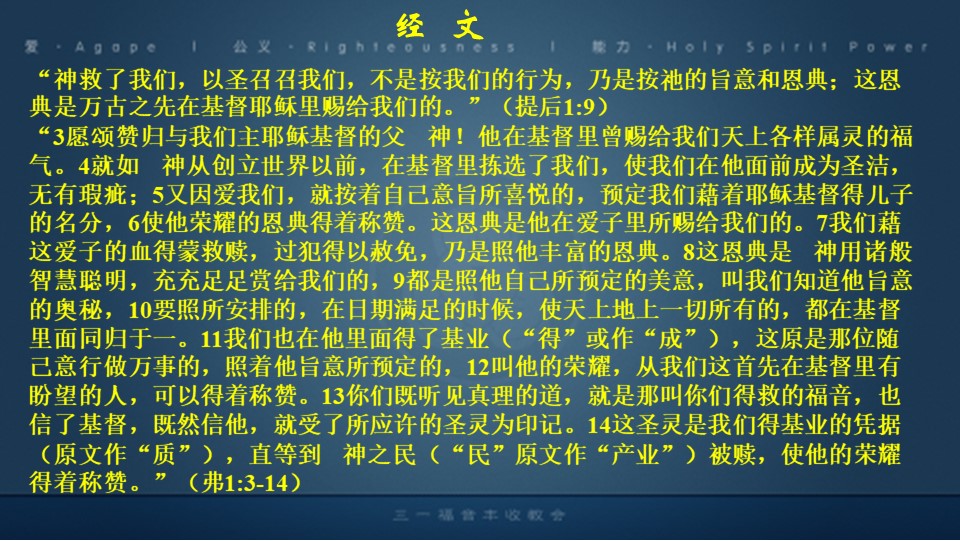 经 文
爱 · Agape | 公义 · Righteousness | 能力 · Holy Spirit Power
“神救了我们，以圣召召我们，不是按我们的行为，乃是按祂的旨意和恩典；这恩
典是万古之先在基督耶稣里赐给我们的。”（提后1:9）
“3愿颂赞归与我们主耶稣基督的父　神！他在基督里曾赐给我们天上各样属灵的福
气。4就如　神从创立世界以前，在基督里拣选了我们，使我们在他面前成为圣洁，
无有瑕疵；5又因爱我们，就按着自己意旨所喜悦的，预定我们藉着耶稣基督得儿子
的名分，6使他荣耀的恩典得着称赞。这恩典是他在爱子里所赐给我们的。7我们藉
这爱子的血得蒙救赎，过犯得以赦免，乃是照他丰富的恩典。8这恩典是　神用诸般
智慧聪明，充充足足赏给我们的，9都是照他自己所预定的美意，叫我们知道他旨意
的奥秘，10要照所安排的，在日期满足的时候，使天上地上一切所有的，都在基督
里面同归于一。11我们也在他里面得了基业（“得”或作“成”），这原是那位随
己意行做万事的，照着他旨意所预定的，12叫他的荣耀，从我们这首先在基督里有
盼望的人，可以得着称赞。13你们既听见真理的道，就是那叫你们得救的福音，也
信了基督，既然信他，就受了所应许的圣灵为印记。14这圣灵是我们得基业的凭据
（原文作“质”），直等到　神之民（“民”原文作“产业”）被赎，使他的荣耀
得着称赞。”（弗1:3-14）
三一福音丰收教会